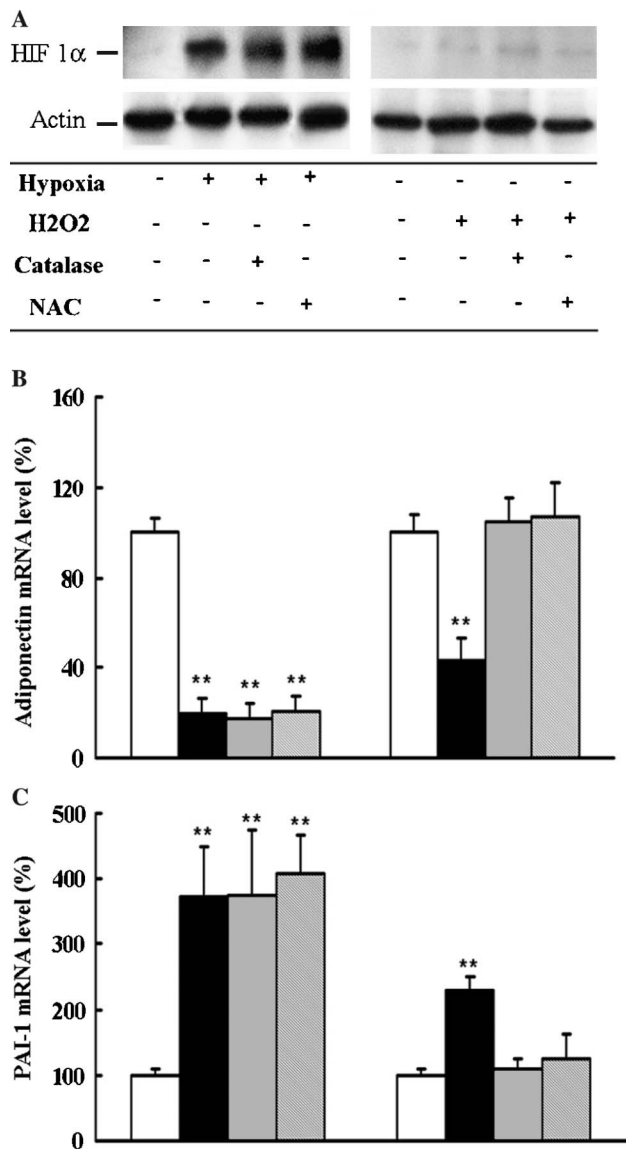 A
HIF 1α
Actin
Hypoxia - + + + - - - -
H2O2 - - - - - + + +
Catalase - - + - - - + -
NAC - - - + - - - +
B
Adiponectin mRNA level (%)
160
120
80
40
0
** ** **
**
C
PAI-1 mRNA level (%)
500
400
300
200
100
0
** ** **
**